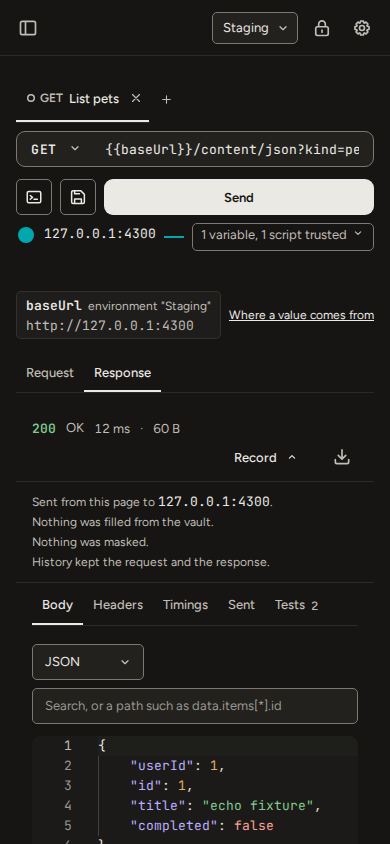 Staging
GET List pets
GET {{baseUrl}}/content/json?kind=pe
Send
127.0.0.1:4300 1 variable, 1 script trusted
baseUrl environment "Staging"
http://127.0.0.1:4300
Where a value comes from
Request Response
200 OK 12 ms · 60 B
Record
Sent from this page to 127.0.0.1:4300.
Nothing was filled from the vault.
Nothing was masked.
History kept the request and the response.
Body Headers Timings Sent Tests 2
JSON
Search, or a path such as data.items[*].id
1 {
2 "userId": 1,
3 "id": 1,
4 "title": "echo fixture",
5 "completed": false